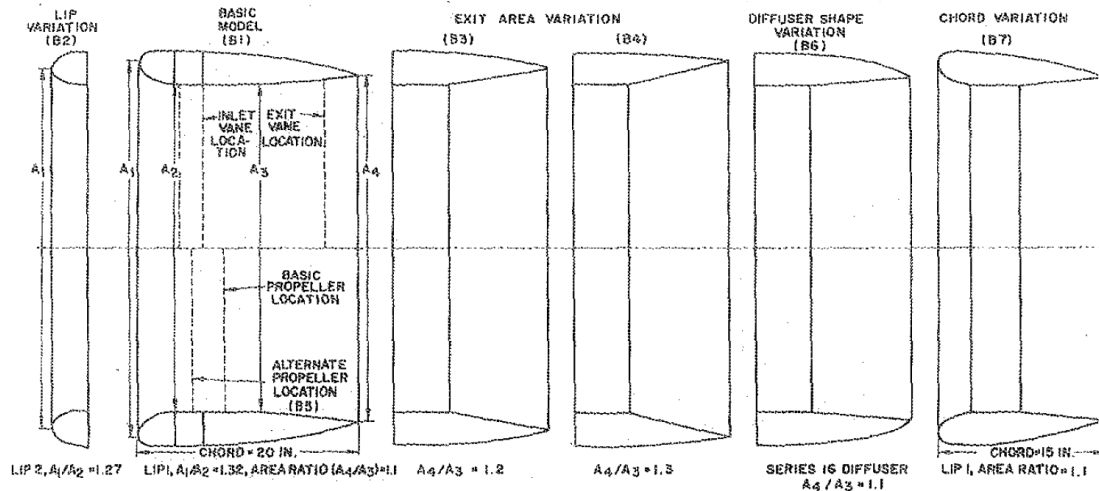 LIP
VARIATION
(B2)
BASIC
MODEL
(B1)
EXIT AREA VARIATION
(B3)
(B4)
DIFFUSER SHAPE
VARIATION
(B6)
CHORD VARIATION
(B7)
INLET
VANE
LOCA-
TION
EXIT
VANE
LOCATION
A1
A1
A2
A3
A4
BASIC
PROPELLER
LOCATION
ALTERNATE
PROPELLER
LOCATION
(B5)
CHORD=20 IN.
CHORD=15 IN.
LIP 2, A1/A2 =1.27
LIP 1, A1/A2 =1.32, AREA RATIO (A4/A3)=1.1
A4/A3 = 1.2
A4/A3 = 1.3
SERIES 16 DIFFUSER
A4/A3 = 1.1
LIP 1, AREA RATIO = 1.1